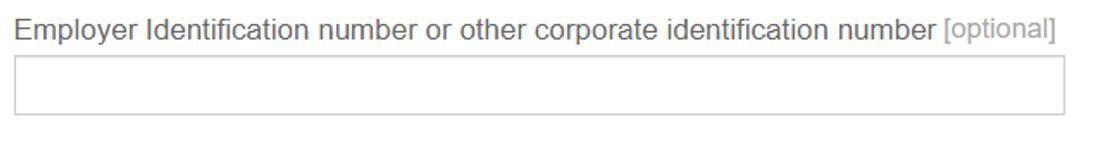 Employer Identification number or other corporate identification number [optional]